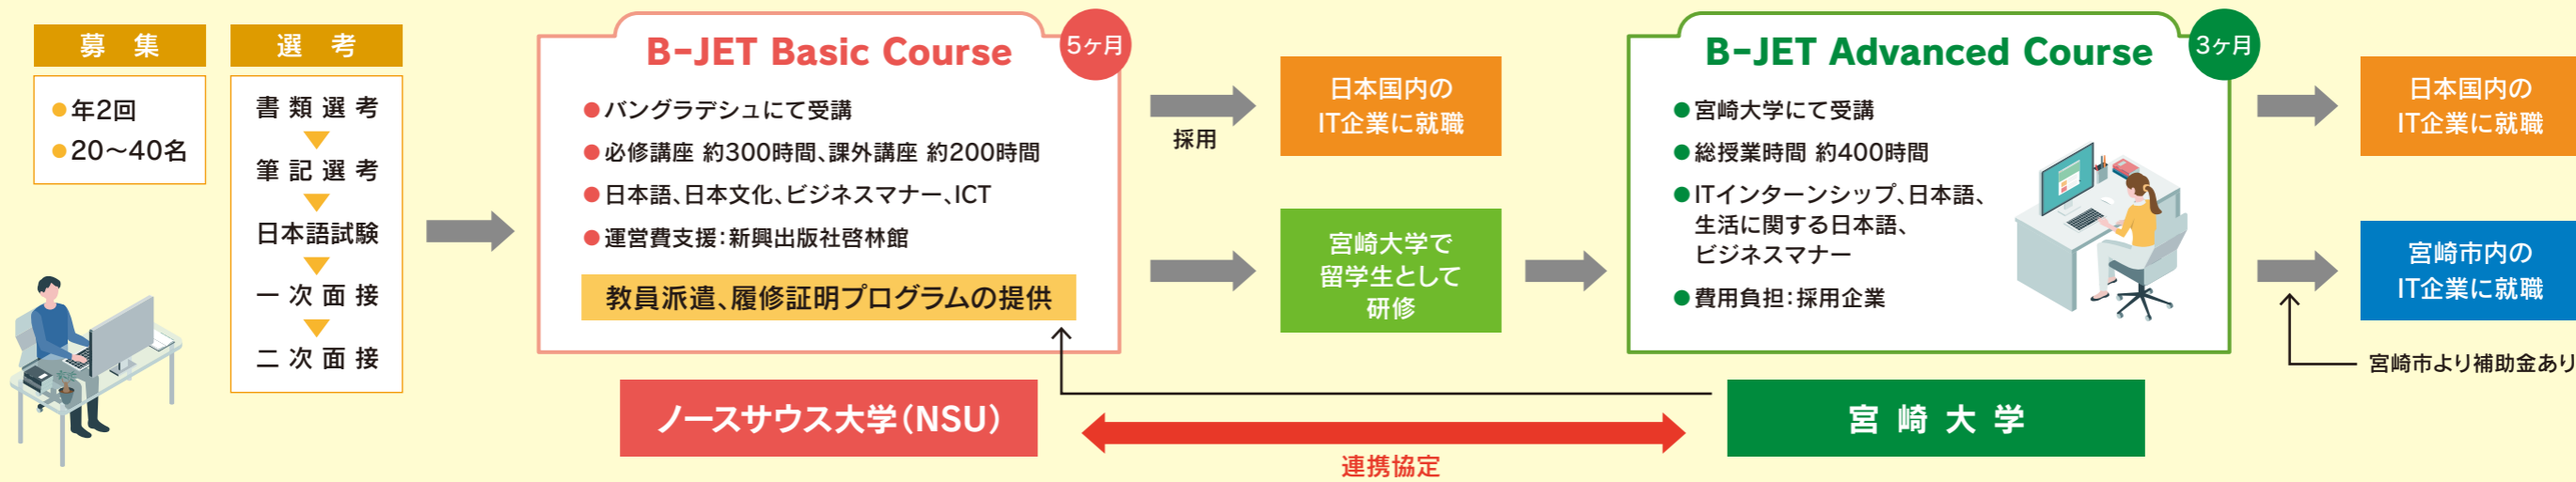 募 集
年2回
20～40名
選 考
書類選考
筆記選考
日本語試験
一次面接
二次面接
B-JET Basic Course
5ヶ月
バングラデシュにて受講
必修講座 約300時間、課外講座 約200時間
日本語、日本文化、ビジネスマナー、ICT
運営費支援：新興出版社啓林館
教員派遣、履修証明プログラムの提供
ノースサウス大学（NSU）
採用
日本国内の
IT企業に就職
宮崎大学で
留学生として
研修
連携協定
B-JET Advanced Course
3ヶ月
宮崎大学にて受講
総授業時間 約400時間
ITインターンシップ、日本語、
生活に関する日本語、
ビジネスマナー
費用負担：採用企業
宮崎大学
日本国内の
IT企業に就職
宮崎市内の
IT企業に就職
宮崎市より補助金あり